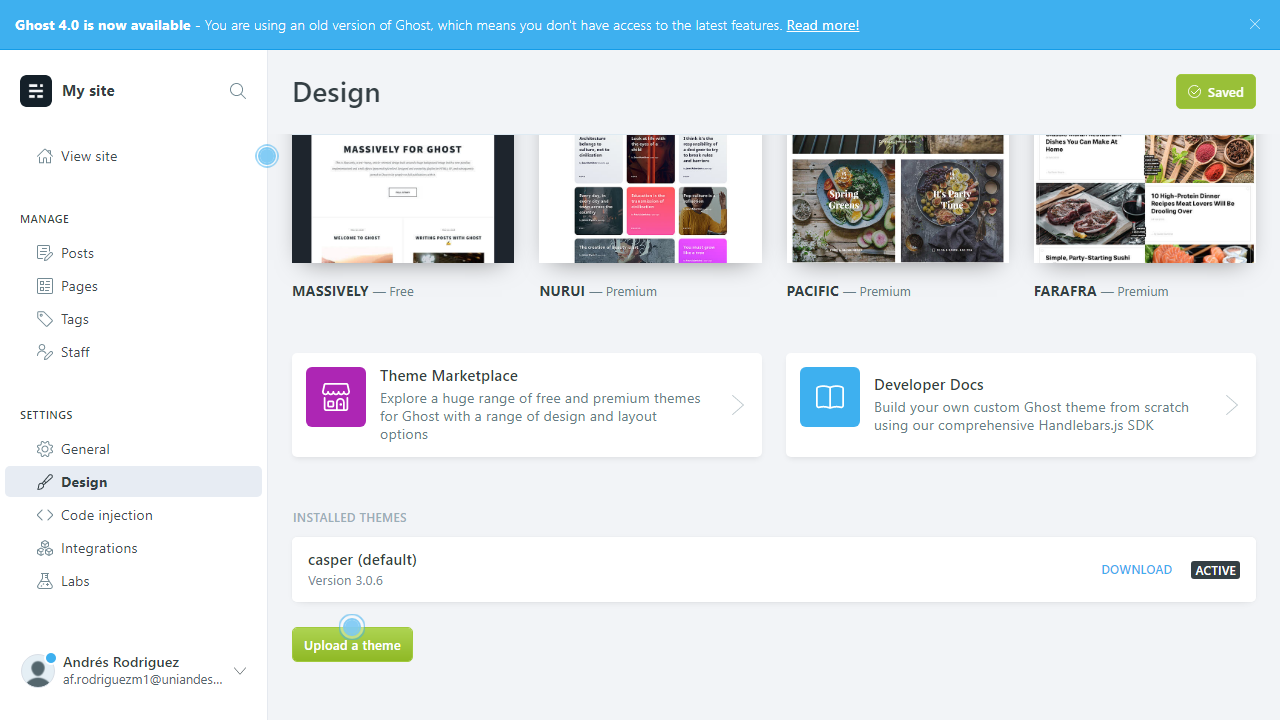 Ghost 4.0 is now available - You are using an old version of Ghost, which means you don't have access to the latest features. Read more!
My site
View site
MANAGE
Posts
Pages
Tags
Staff
SETTINGS
General
Design
Code injection
Integrations
Labs
Andrés Rodriguez
af.rodriguezm1@uniandes...
Design
Saved
MASSIVELY FOR GHOST
WELCOME TO GHOST
WRITING POSTS WITH GHOST
Architecture
belongs to
culture, not to
civilization
Look at life with
the eyes of a
child
I think it's the
responsibility of
a designer to try
to break rules
and barriers
Every day, in
every city and
town across the
country
Education is the
transmission of
civilization
Pop culture is a
The creative of beauty is art
You must grow
like a tree
Spring
Greens
It's Party
Time
Dishes You Can Make At
Home
10 High-Protein Dinner
Recipes Meat Lovers Will Be
Drooling Over
Simple, Party-Starting Sushi
MASSIVELY — Free
NURUI — Premium
PACIFIC — Premium
FARAFRA — Premium
Theme Marketplace
Explore a huge range of free and premium themes
for Ghost with a range of design and layout
options
Developer Docs
Build your own custom Ghost theme from scratch
using our comprehensive Handlebars.js SDK
INSTALLED THEMES
casper (default)
Version 3.0.6
DOWNLOAD
ACTIVE
Upload a theme